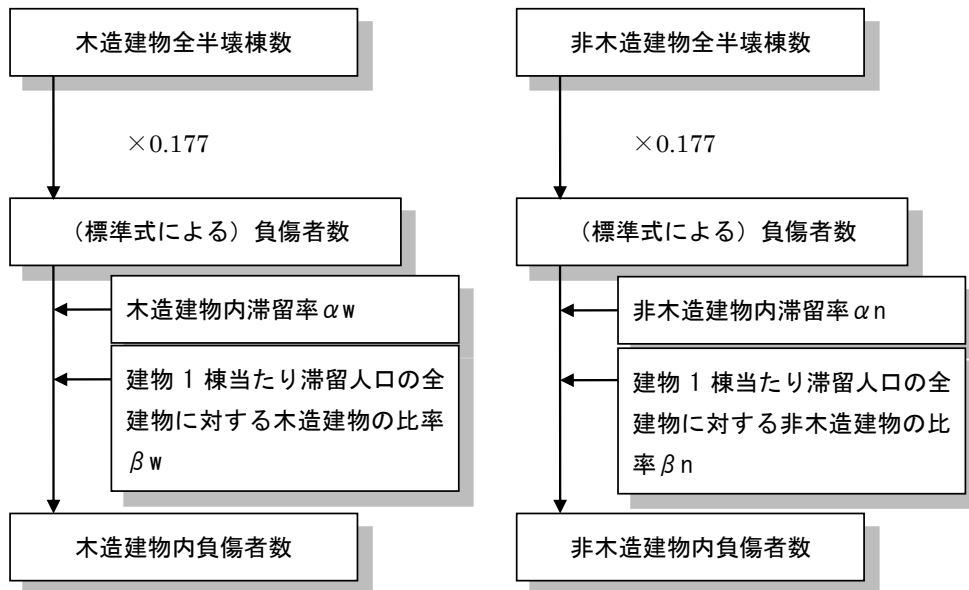 木造建物全半壊棟数
×0.177
（標準式による）負傷者数
木造建物内滞留率αw
建物1棟当たり滞留人口の全
建物に対する木造建物の比率
βw
木造建物内負傷者数
非木造建物全半壊棟数
×0.177
（標準式による）負傷者数
非木造建物内滞留率αn
建物1棟当たり滞留人口の全
建物に対する非木造建物の比
率βn
非木造建物内負傷者数